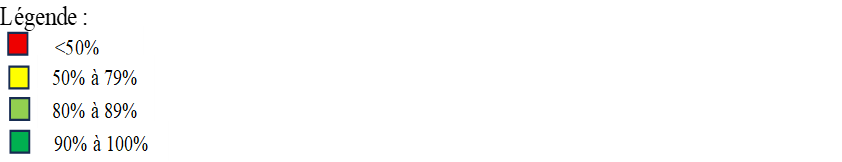 Légende :
<50%
50% à 79%
80% à 89%
90% à 100%